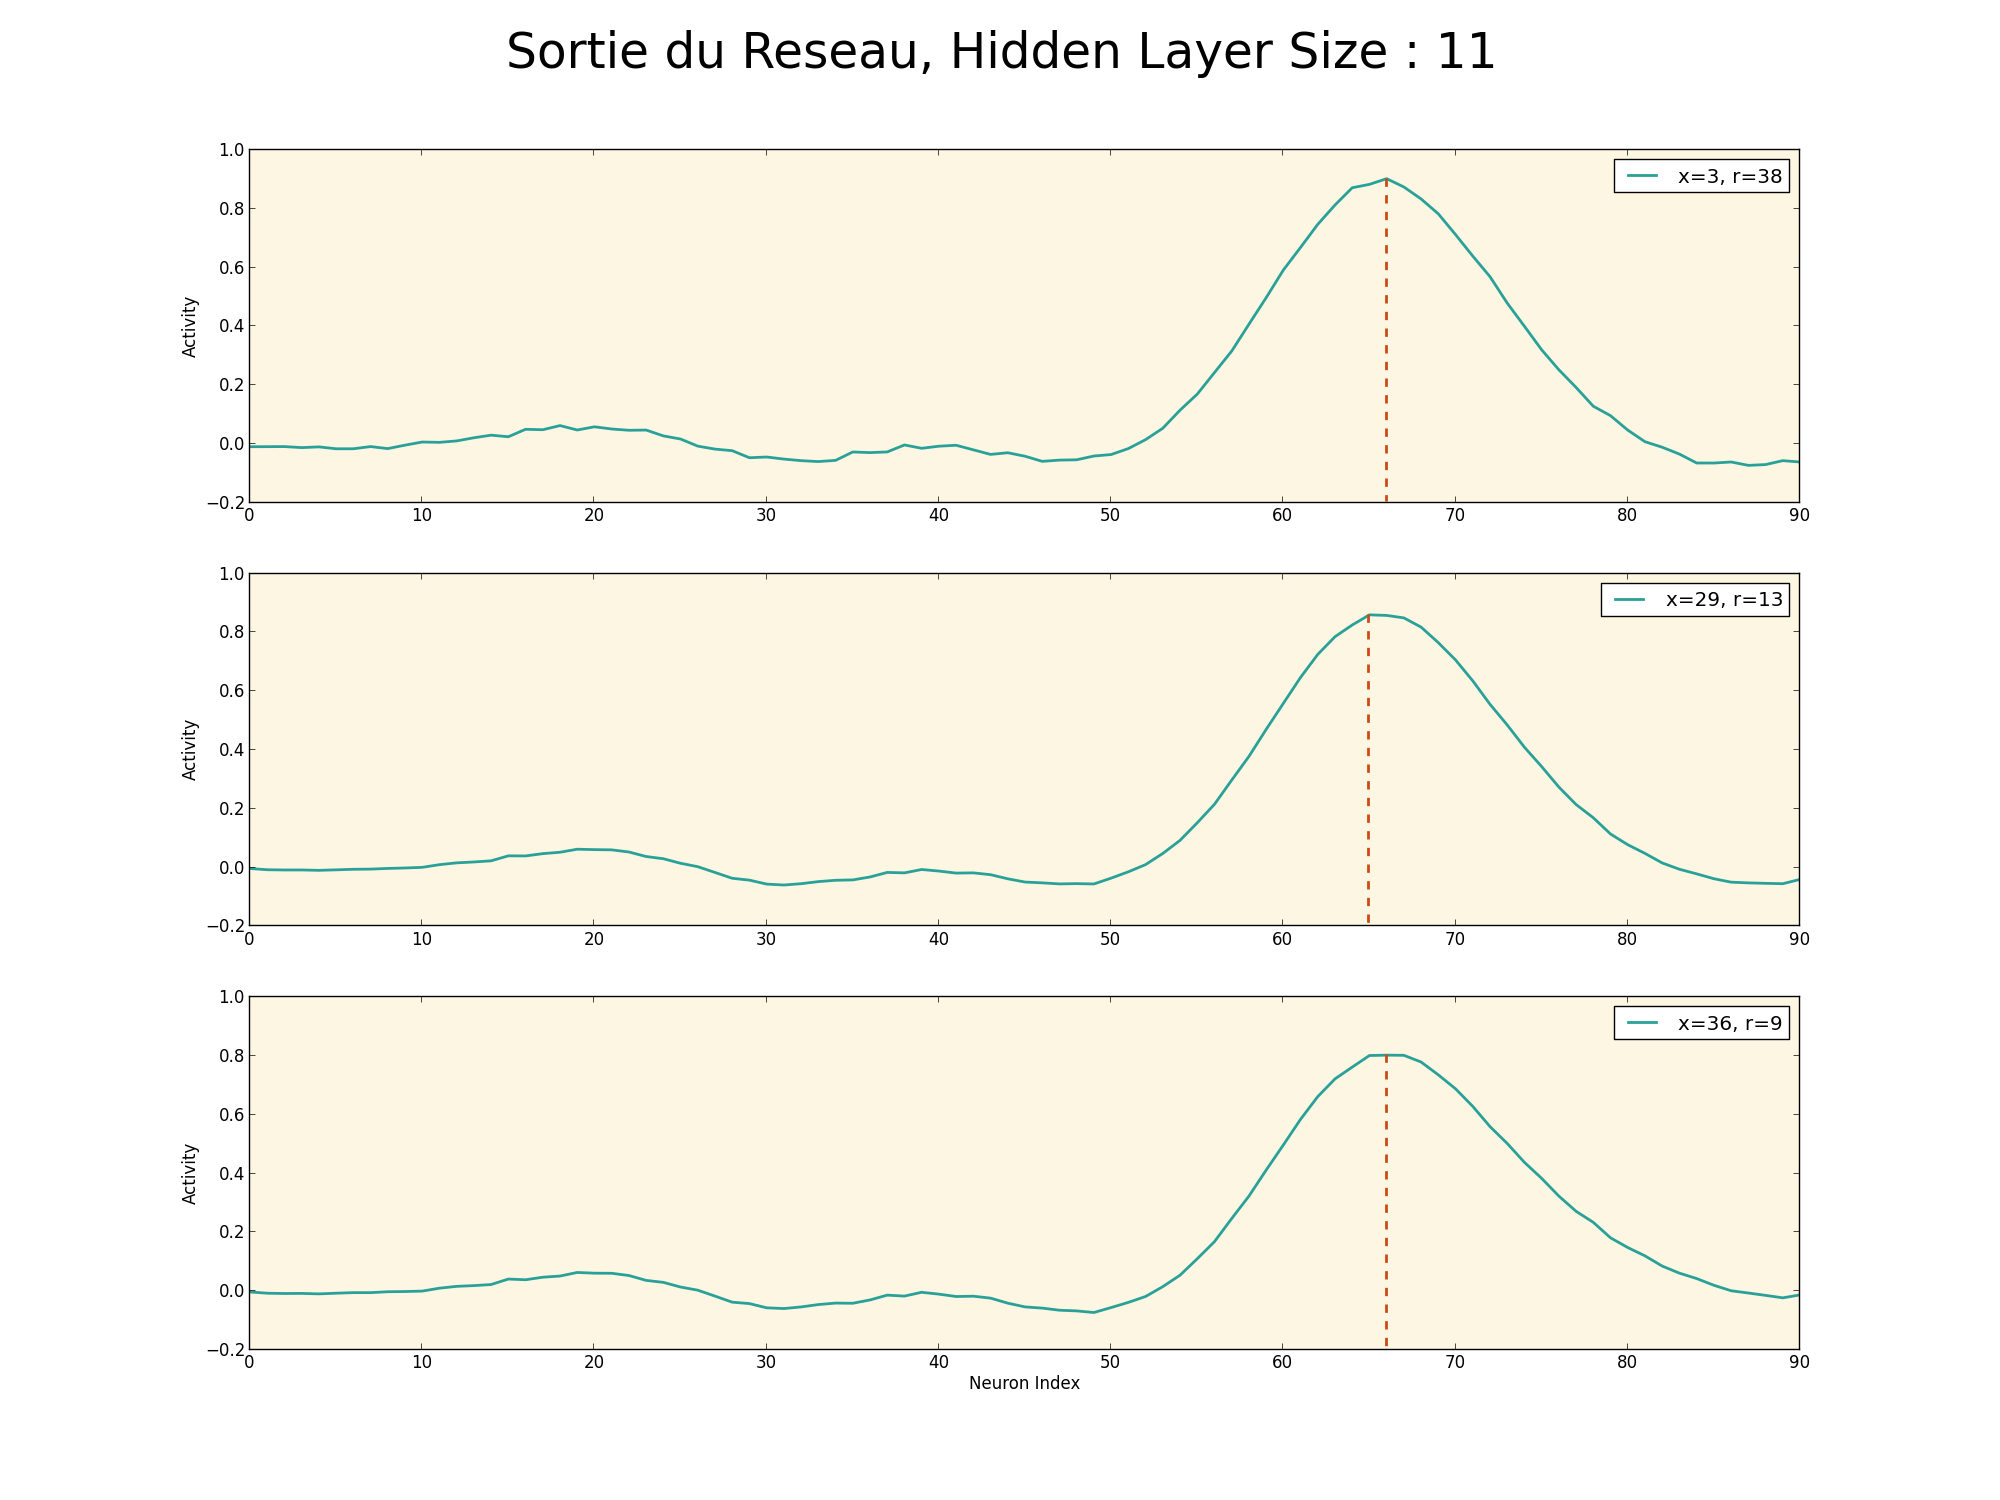 Sortie du Reseau, Hidden Layer Size : 11
1.0
0.8
0.6
0.4
0.2
0.0
−0.2
Activity
x=3, r=38
0 10 20 30 40 50 60 70 80 90
1.0
0.8
0.6
0.4
0.2
0.0
−0.2
Activity
x=29, r=13
0 10 20 30 40 50 60 70 80 90
1.0
0.8
0.6
0.4
0.2
0.0
−0.2
Activity
x=36, r=9
0 10 20 30 40 50 60 70 80 90
Neuron Index